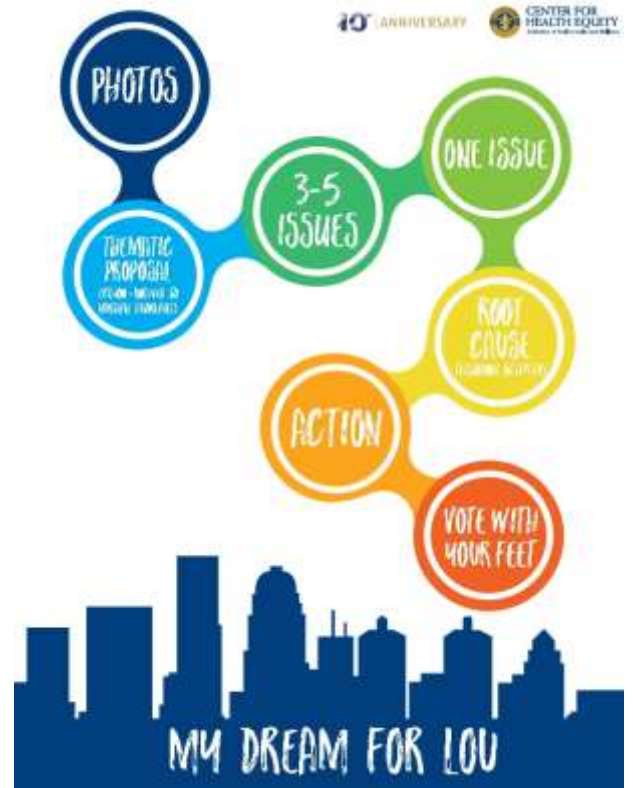 10 ANNIVERSARY
CENTER FOR
HEALTH EQUITY
PHOTOS
ONE ISSUE
3-5
ISSUES
THEMATIC
PROPOSAL
ROOT
CAUSE
ACTION
VOTE WITH
YOUR FEET
MY DREAM FOR LOU